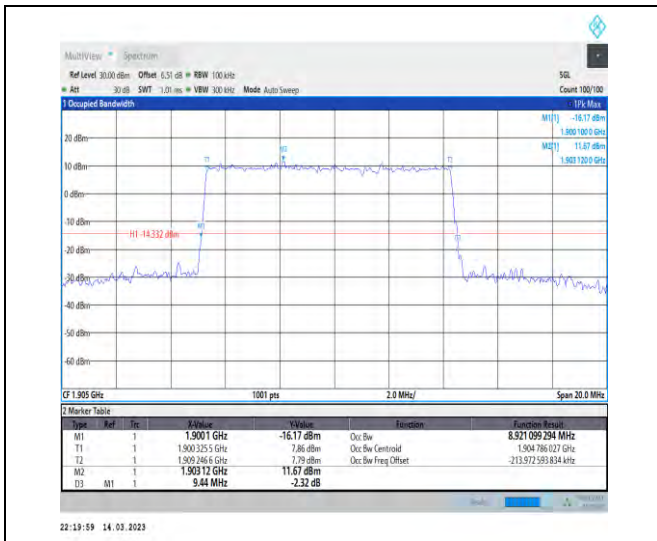 MultiView Spectrum
Ref Level 30.00 dBm Offset 6.51 dB RBW 100 kHz SGL
Att 30 dB SWT 1.01 ms VBW 300 kHz Mode Auto Sweep Count 100/100
1 Occupied Bandwidth 1Pk Max
M1[1] -16.17 dBm
1.900 100 0 GHz
M2[1] 11.67 dBm
1.903 120 0 GHz
20 dBm
M2
10 dBm
T1 T2
0 dBm
-10 dBm
M1
H1 -14.332 dBm
-20 dBm
-30 dBm
-40 dBm
-50 dBm
-60 dBm
CF 1.905 GHz 1001 pts 2.0 MHz/ Span 20.0 MHz
2 Marker Table
Type Ref Trc X-Value Y-Value Function Function Result
M1 1 1.9001 GHz -16.17 dBm Occ Bw 8.921 099 294 MHz
T1 1 1.900 325 5 GHz 7.86 dBm Occ Bw Centroid 1.904 786 027 GHz
T2 1 1.909 246 6 GHz 7.79 dBm Occ Bw Freq Offset -213.972 593 834 kHz
M2 1 1.903 12 GHz 11.67 dBm
D3 M1 1 9.44 MHz -2.32 dB
22:19:59 14.03.2023